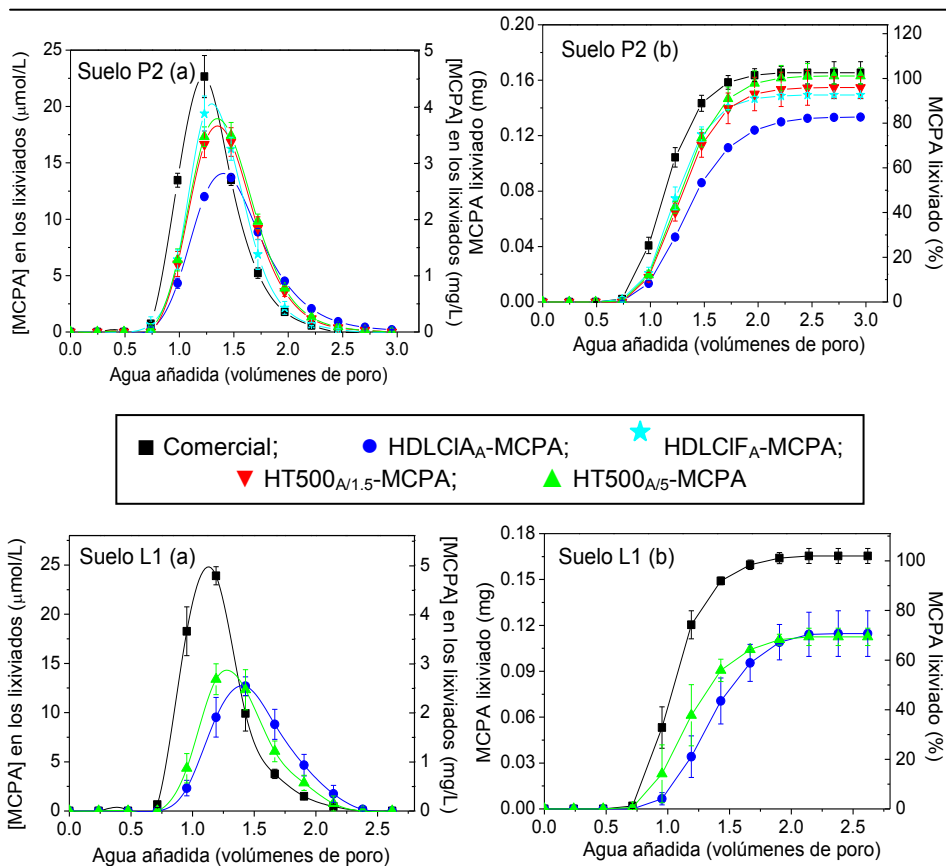 Suelo P2 (a)
[MCPA] en los lixiviados (μmol/L)
25
20
15
10
5
0
[MCPA] en los lixiviados (mg/L)
5
4
3
2
1
0
0.0 0.5 1.0 1.5 2.0 2.5 3.0
Agua añadida (volúmenes de poro)
Suelo P2 (b)
MCPA lixiviado (mg)
0.20
0.16
0.12
0.08
0.04
0.00
MCPA lixiviado (%)
120
100
80
60
40
20
0
0.0 0.5 1.0 1.5 2.0 2.5 3.0
Agua añadida (volúmenes de poro)
Comercial; HDLClA_A-MCPA; HDLClF_A-MCPA;
HT500_A/1.5-MCPA; HT500_A/5-MCPA
Suelo L1 (a)
[MCPA] en los lixiviados (μmol/L)
25
20
15
10
5
0
[MCPA] en los lixiviados (mg/L)
5
4
3
2
1
0
0.0 0.5 1.0 1.5 2.0 2.5
Agua añadida (volúmenes de poro)
Suelo L1 (b)
MCPA lixiviado (mg)
0.18
0.15
0.12
0.09
0.06
0.03
0.00
MCPA lixiviado (%)
100
80
60
40
20
0
0.0 0.5 1.0 1.5 2.0 2.5
Agua añadida (volúmenes de poro)